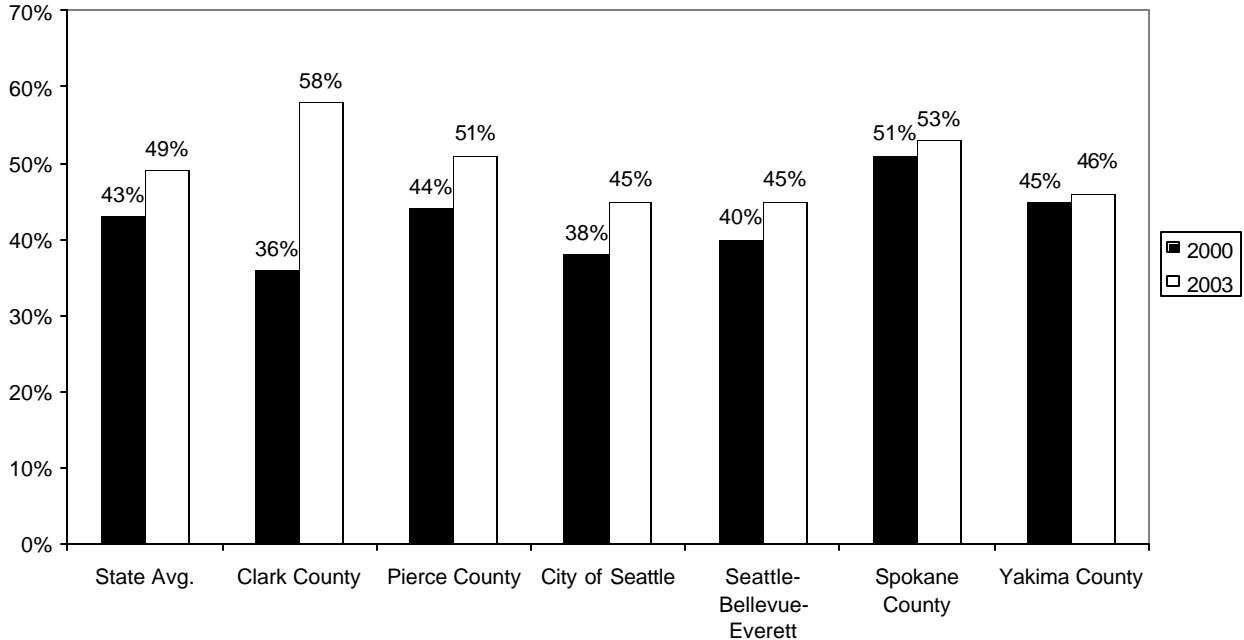 70%
60%
50%
40%
30%
20%
10%
0%
43%
49%
36%
58%
44%
51%
38%
45%
40%
45%
51%
53%
45%
46%
State Avg.
Clark County
Pierce County
City of Seattle
Seattle-
Bellevue-
Everett
Spokane
County
Yakima County
2000
2003